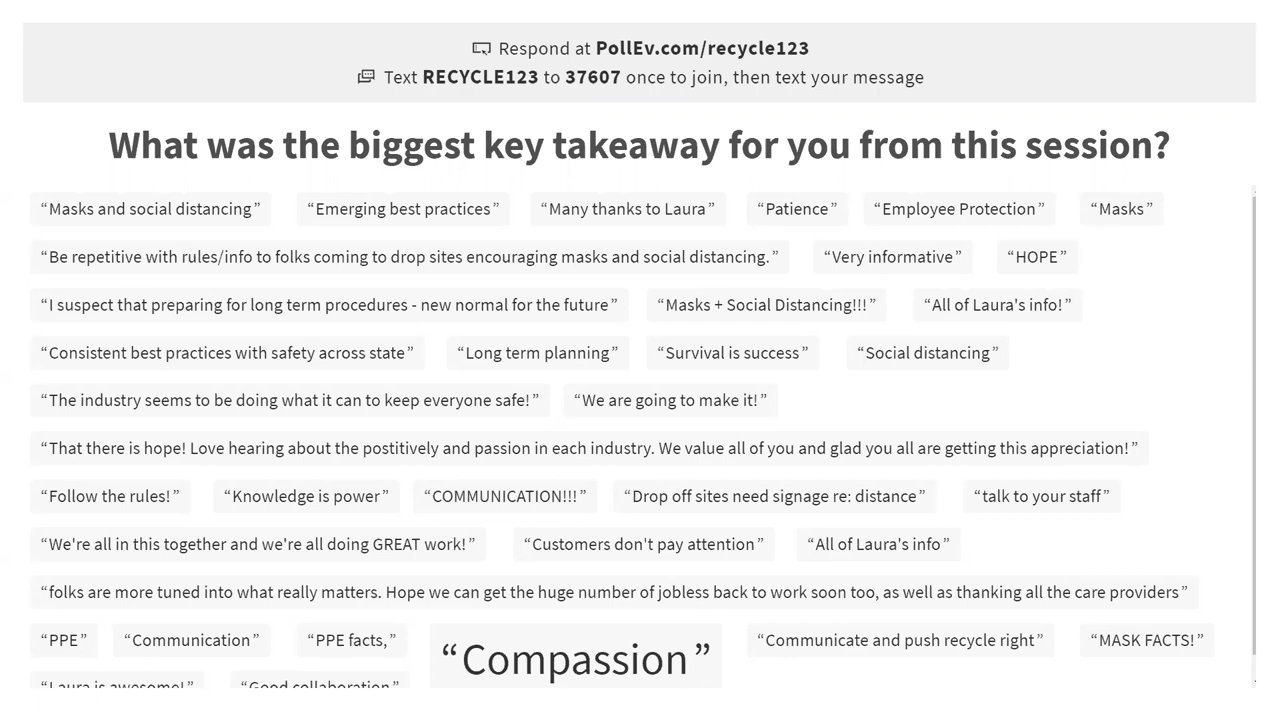 Respond at PollEv.com/recycle123
Text RECYCLE123 to 37607 once to join, then text your message
What was the biggest key takeaway for you from this session?
“Masks and social distancing” “Emerging best practices” “Many thanks to Laura” “Patience” “Employee Protection” “Masks”
“Be repetitive with rules/info to folks coming to drop sites encouraging masks and social distancing.” “Very informative” “HOPE”
“I suspect that preparing for long term procedures - new normal for the future” “Masks + Social Distancing!!!” “All of Laura's info!”
“Consistent best practices with safety across state” “Long term planning” “Survival is success” “Social distancing”
“The industry seems to be doing what it can to keep everyone safe!” “We are going to make it!”
“That there is hope! Love hearing about the postitively and passion in each industry. We value all of you and glad you all are getting this appreciation!”
“Follow the rules!” “Knowledge is power” “COMMUNICATION!!!” “Drop off sites need signage re: distance” “talk to your staff”
“We're all in this together and we're all doing GREAT work!” “Customers don't pay attention” “All of Laura's info”
“folks are more tuned into what really matters. Hope we can get the huge number of jobless back to work soon too, as well as thanking all the care providers”
“PPE” “Communication” “PPE facts,” “Compassion” “Communicate and push recycle right” “MASK FACTS!”
“Laura is awesome!” “Good collaboration”